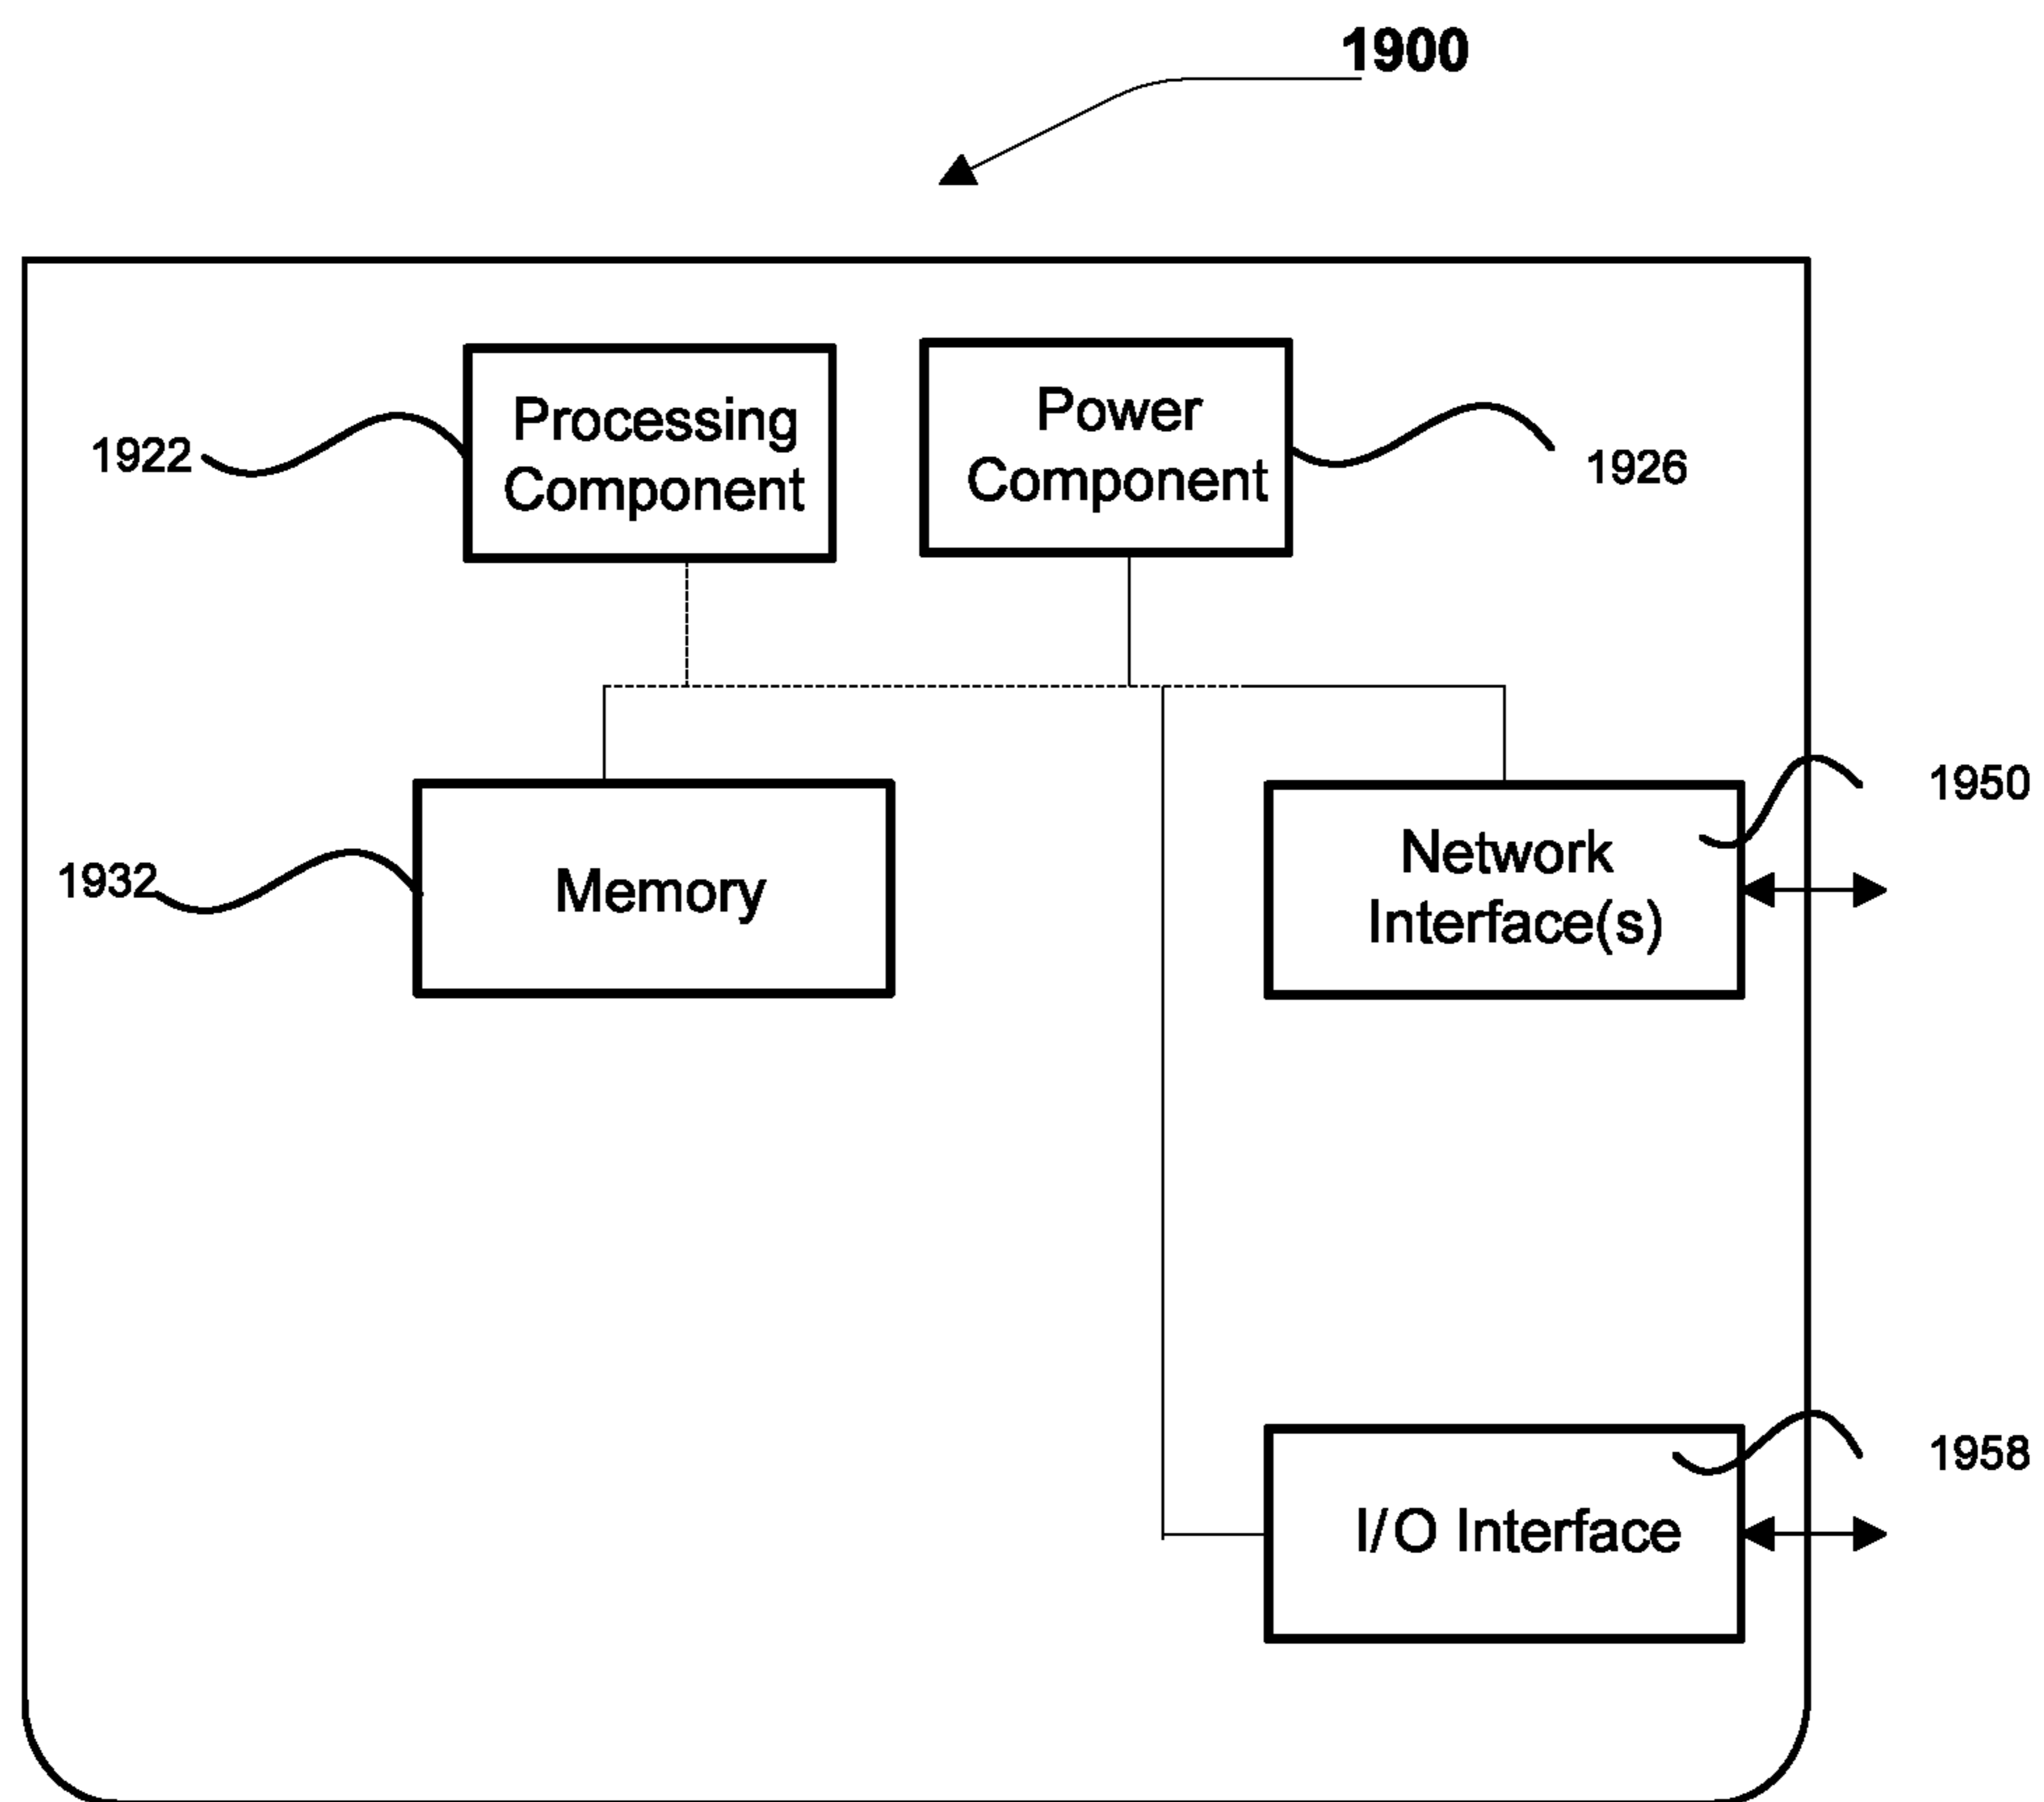 1900
Processing
Component
Power
Component
1922
1926
1932
Memory
Network
Interface(s)
1950
I/O Interface
1958